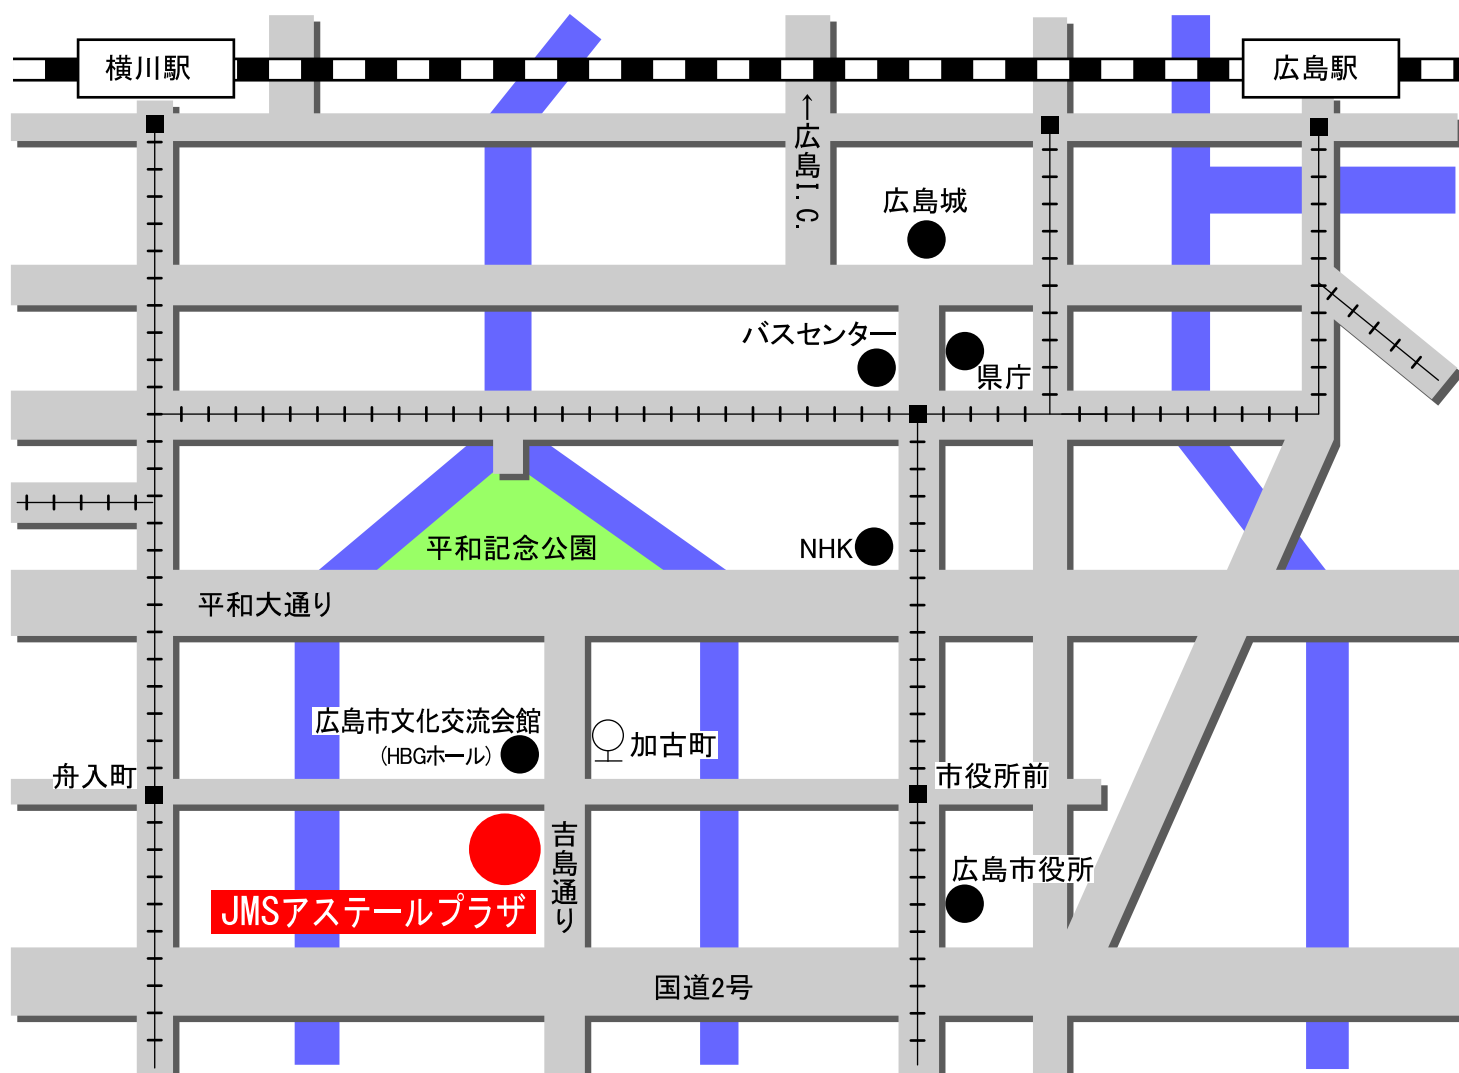 横川駅
広島駅
←広島I.C.
広島城
バスセンター
県庁
平和記念公園
NHK
平和大通り
広島市文化交流会館
(HBGホール)
加古町
舟入町
市役所前
吉島通り
広島市役所
JMSアステールプラザ
国道2号